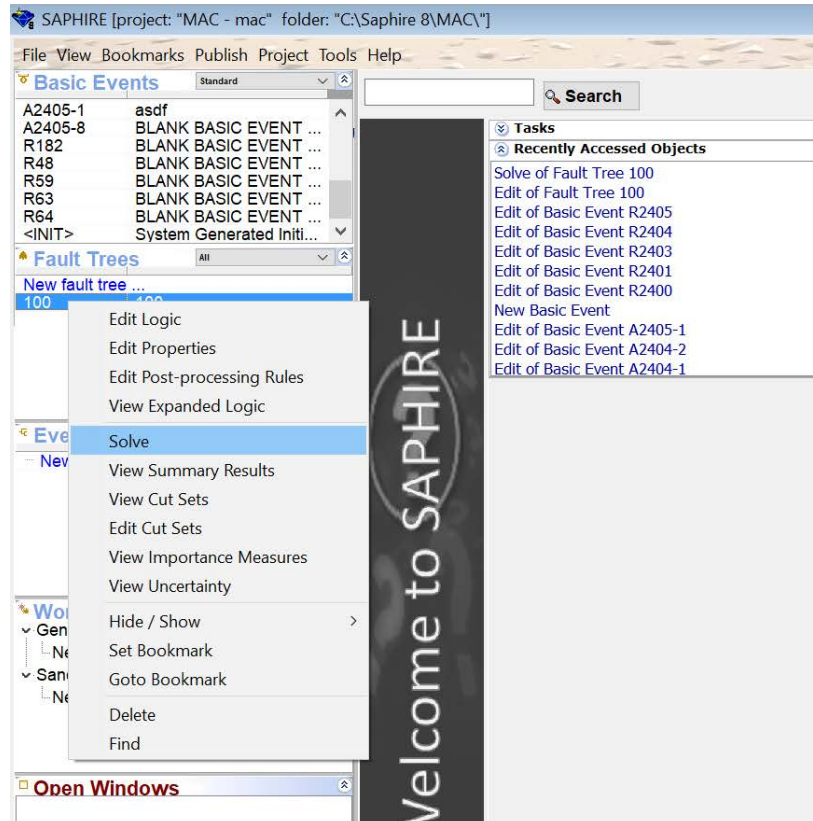 SAPHIRE [project: "MAC - mac" folder: "C:\Saphire 8\MAC\"]
File View Bookmarks Publish Project Tools Help
Basic Events Standard
A2405-1 asdf
A2405-8 BLANK BASIC EVENT ...
R182 BLANK BASIC EVENT ...
R48 BLANK BASIC EVENT ...
R59 BLANK BASIC EVENT ...
R63 BLANK BASIC EVENT ...
R64 BLANK BASIC EVENT ...
<INIT> System Generated Initi...
Fault Trees All
New fault tree ...
100 100
Edit Logic
Edit Properties
Edit Post-processing Rules
View Expanded Logic
Solve
View Summary Results
View Cut Sets
Edit Cut Sets
View Importance Measures
View Uncertainty
Hide / Show
Set Bookmark
Goto Bookmark
Delete
Find
Eve
New
Wo
Gen
Ne
San
Ne
Open Windows
Search
Welcome to SAPHIRE
Tasks
Recently Accessed Objects
Solve of Fault Tree 100
Edit of Fault Tree 100
Edit of Basic Event R2405
Edit of Basic Event R2404
Edit of Basic Event R2403
Edit of Basic Event R2401
Edit of Basic Event R2400
New Basic Event
Edit of Basic Event A2405-1
Edit of Basic Event A2404-2
Edit of Basic Event A2404-1